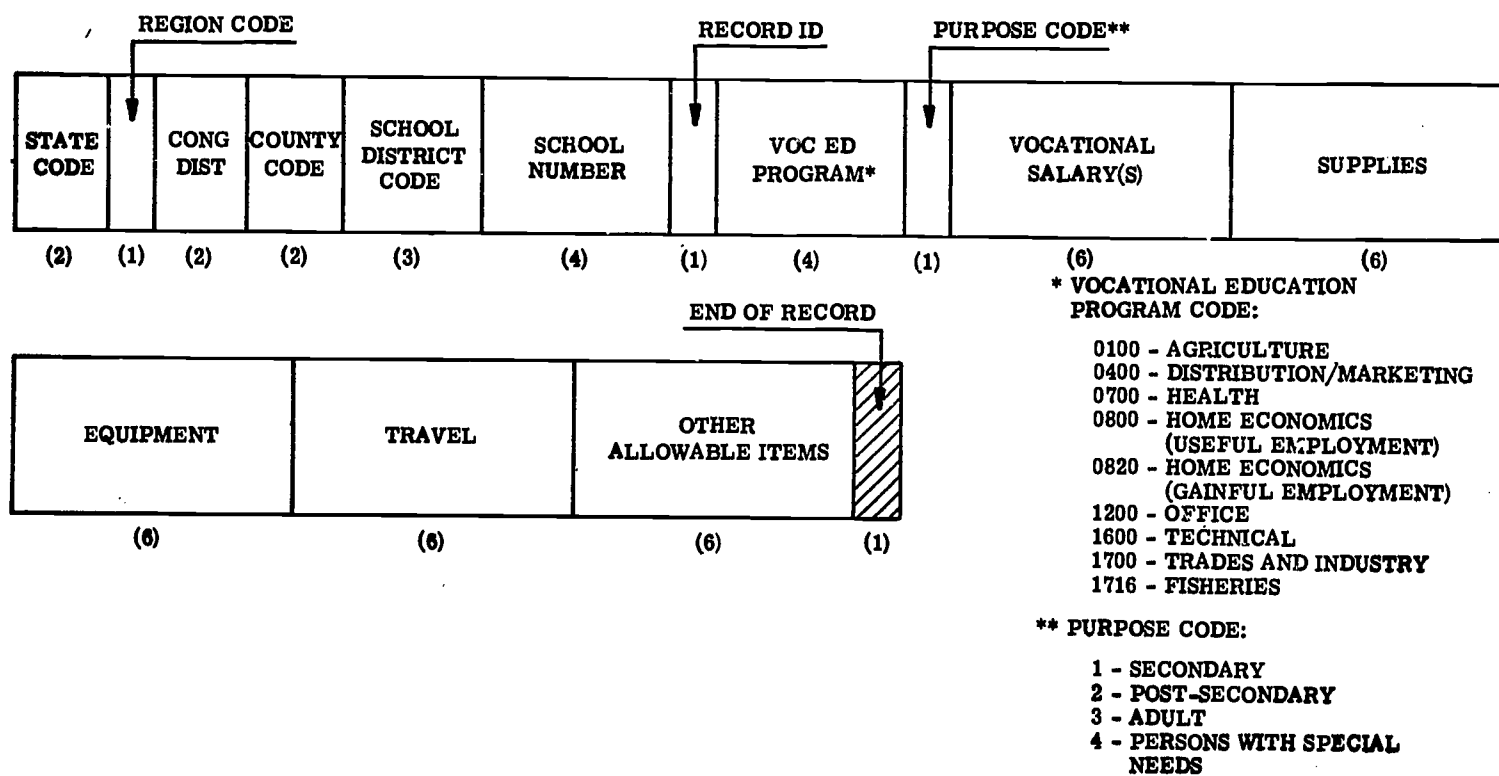 REGION CODE
RECORD ID
PURPOSE CODE**
STATE
CODE
CONG
DIST
COUNTY
CODE
SCHOOL
DISTRICT
CODE
SCHOOL
NUMBER
VOC ED
PROGRAM*
VOCATIONAL
SALARY(S)
SUPPLIES
(2) (1) (2) (2) (3) (4) (1) (4) (1) (6) (6)
END OF RECORD
EQUIPMENT
TRAVEL
OTHER
ALLOWABLE ITEMS
(6) (6) (6) (1)
* VOCATIONAL EDUCATION
PROGRAM CODE:
0100 - AGRICULTURE
0400 - DISTRIBUTION/MARKETING
0700 - HEALTH
0800 - HOME ECONOMICS
(USEFUL EMPLOYMENT)
0820 - HOME ECONOMICS
(GAINFUL EMPLOYMENT)
1200 - OFFICE
1600 - TECHNICAL
1700 - TRADES AND INDUSTRY
1716 - FISHERIES
** PURPOSE CODE:
1 - SECONDARY
2 - POST-SECONDARY
3 - ADULT
4 - PERSONS WITH SPECIAL
NEEDS